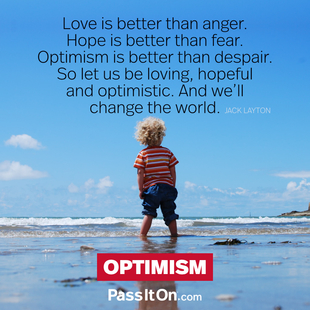 Love is better than anger.
Hope is better than fear.
Optimism is better than despair.
So let us be loving, hopeful
and optimistic. And we’ll
change the world. JACK LAYTON
OPTIMISM
PassItOn.com